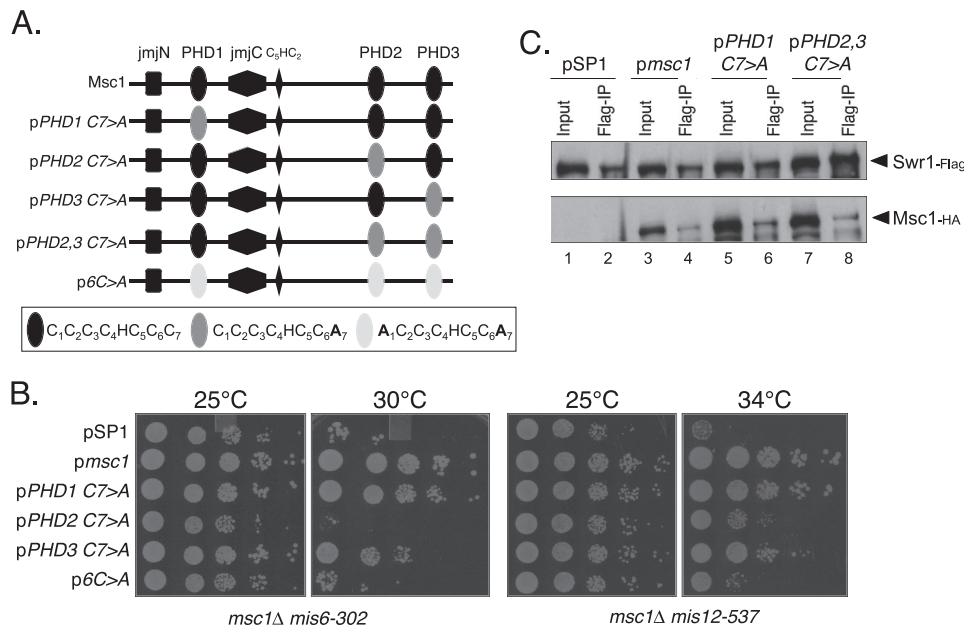 A.
jmjN PHD1 jmjC C₅HC₂ PHD2 PHD3
Msc1
pPHD1 C7>A
pPHD2 C7>A
pPHD3 C7>A
pPHD2,3 C7>A
p6C>A
C₁C₂C₃C₄HC₅C₆C₇ C₁C₂C₃C₄HC₅C₆A₇ A₁C₂C₃C₄HC₅C₆A₇
C.
pSP1 pmsc1 pPHD1 C7>A pPHD2,3 C7>A
Input Flag-IP Input Flag-IP Input Flag-IP Input Flag-IP
Swr1-Flag
Msc1-HA
1 2 3 4 5 6 7 8
B.
25°C 30°C 25°C 34°C
pSP1
pmsc1
pPHD1 C7>A
pPHD2 C7>A
pPHD3 C7>A
p6C>A
msc1Δ mis6-302 msc1Δ mis12-537